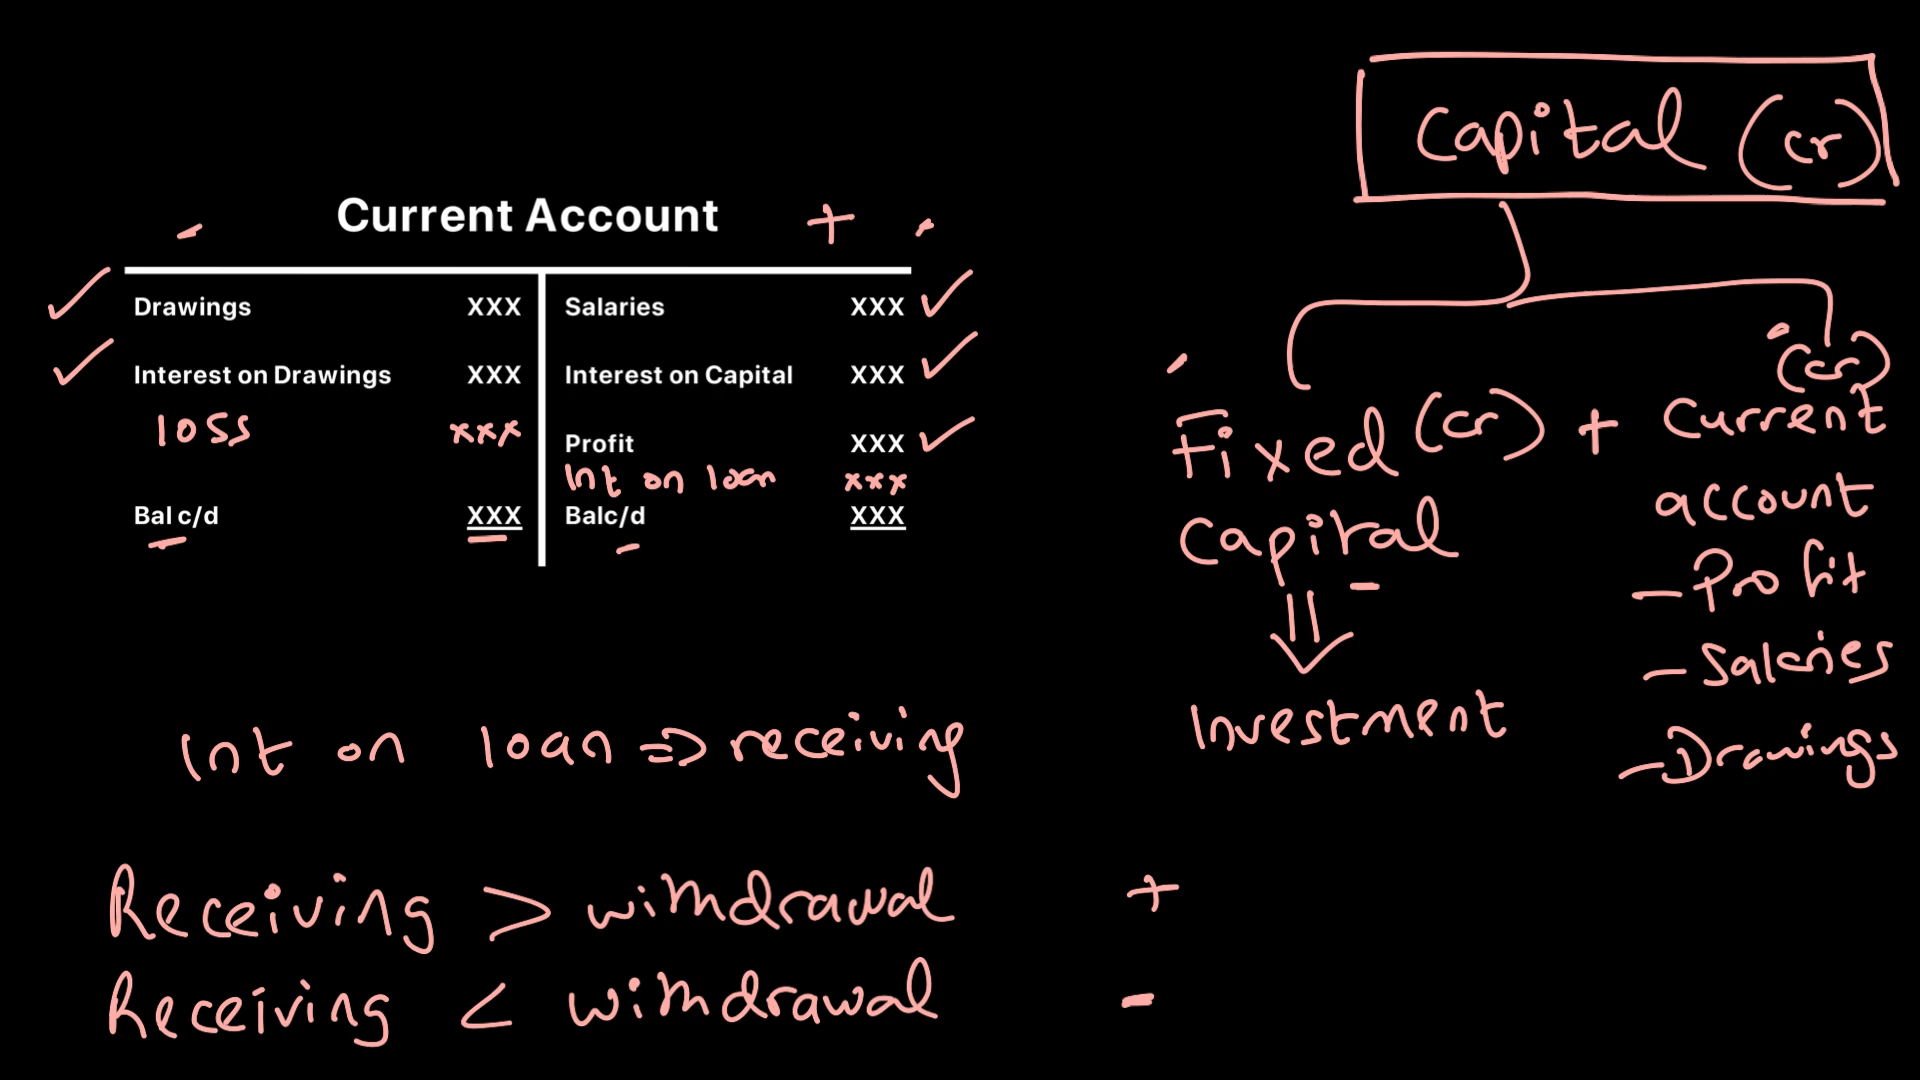 Capital (cr)
Current Account
- + -
Drawings XXX Salaries XXX
Interest on Drawings XXX Interest on Capital XXX
loss xxx Profit XXX
Int on loan xxx
Bal c/d XXX Balc/d XXX
Fixed (cr) + Current (cr)
Capital account
- Profit
- Salaries
- Drawings
⇓
Investment
Int on loan => receiving
Receiving > withdrawal +
Receiving < withdrawal -